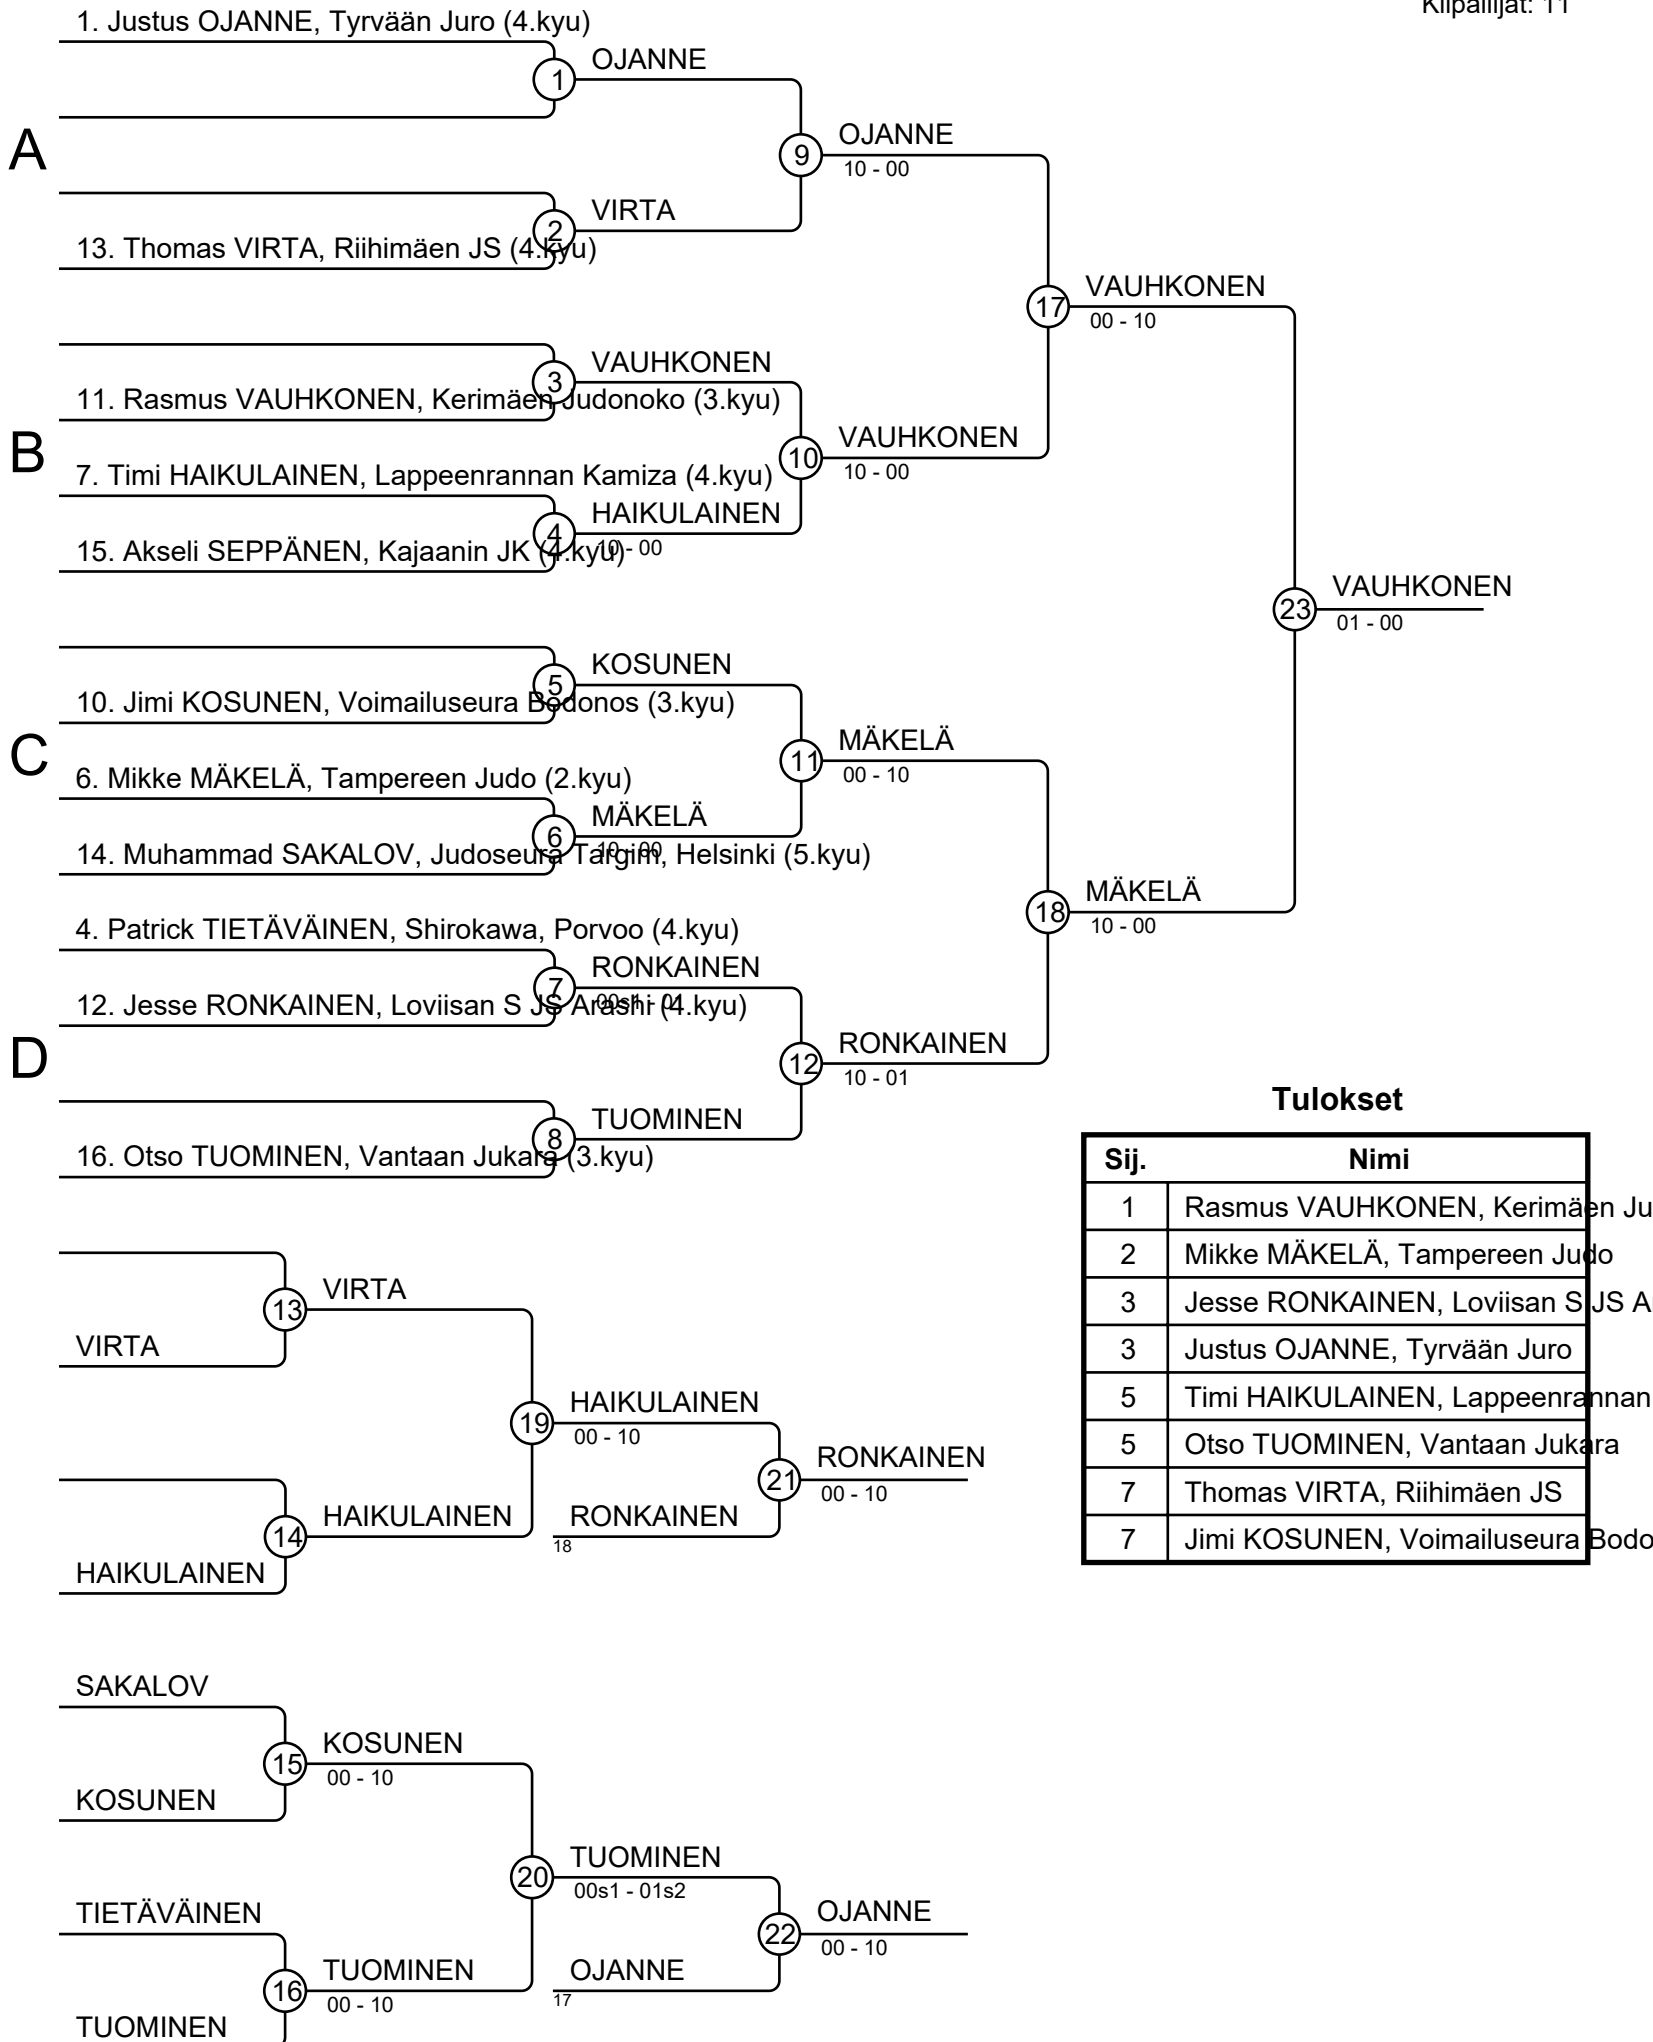 Kilpailijat: 11
1. Justus OJANNE, Tyrvään Juro (4.kyu)
1
OJANNE
A
9
OJANNE
10 - 00
2
VIRTA
13. Thomas VIRTA, Riihimäen JS (4.kyu)
17
VAUHKONEN
00 - 10
3
VAUHKONEN
11. Rasmus VAUHKONEN, Kerimäen Judonoko (3.kyu)
B
10
VAUHKONEN
10 - 00
7. Timi HAIKULAINEN, Lappeenrannan Kamiza (4.kyu)
4
HAIKULAINEN
10 - 00
15. Akseli SEPPÄNEN, Kajaanin JK (4.kyu)
23
VAUHKONEN
01 - 00
5
KOSUNEN
10. Jimi KOSUNEN, Voimailuseura Bodonos (3.kyu)
C
11
MÄKELÄ
00 - 10
6. Mikke MÄKELÄ, Tampereen Judo (2.kyu)
6
MÄKELÄ
10 - 00
14. Muhammad SAKALOV, Judoseura Targim, Helsinki (5.kyu)
18
MÄKELÄ
10 - 00
4. Patrick TIETÄVÄINEN, Shirokawa, Porvoo (4.kyu)
7
RONKAINEN
00s1 - 01
12. Jesse RONKAINEN, Loviisan S JS Arashi (4.kyu)
D
12
RONKAINEN
10 - 01
8
TUOMINEN
16. Otso TUOMINEN, Vantaan Jukara (3.kyu)
Tulokset
Sij. Nimi
1 Rasmus VAUHKONEN, Kerimäen Ju
2 Mikke MÄKELÄ, Tampereen Judo
3 Jesse RONKAINEN, Loviisan S JS A
3 Justus OJANNE, Tyrvään Juro
5 Timi HAIKULAINEN, Lappeenrannan
5 Otso TUOMINEN, Vantaan Jukara
7 Thomas VIRTA, Riihimäen JS
7 Jimi KOSUNEN, Voimailuseura Bodo
13
VIRTA
VIRTA
19
HAIKULAINEN
00 - 10
21
RONKAINEN
00 - 10
14
HAIKULAINEN
RONKAINEN
18
HAIKULAINEN
SAKALOV
15
KOSUNEN
00 - 10
KOSUNEN
20
TUOMINEN
00s1 - 01s2
TIETÄVÄINEN
22
OJANNE
00 - 10
16
TUOMINEN
00 - 10
OJANNE
17
TUOMINEN